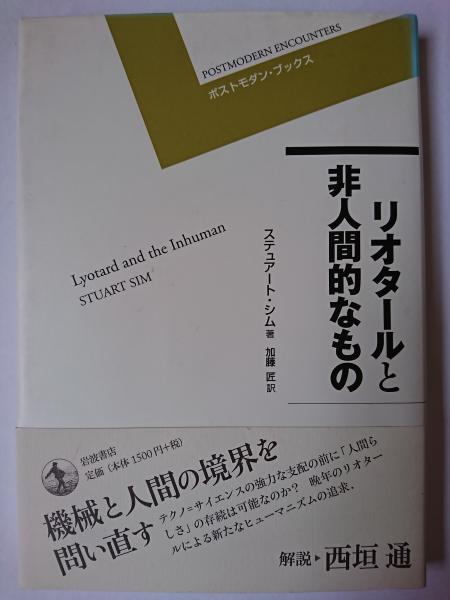 POSTMODERN ENCOUNTERS
ポストモダン・ブックス
リオタールと
非人間的なもの
ステュアート・シム 著
加藤 匠 訳
Lyotard and the Inhuman
STUART SIM
岩波書店
定価（本体1500円+税）
機械と人間の境界を
問い直す
テクノ=サイエンスの強力な支配の前に「人間ら
しさ」の存続は可能なのか？ 晩年のリオター
ルによる新たなヒューマニズムの追求．
解説▶西垣 通